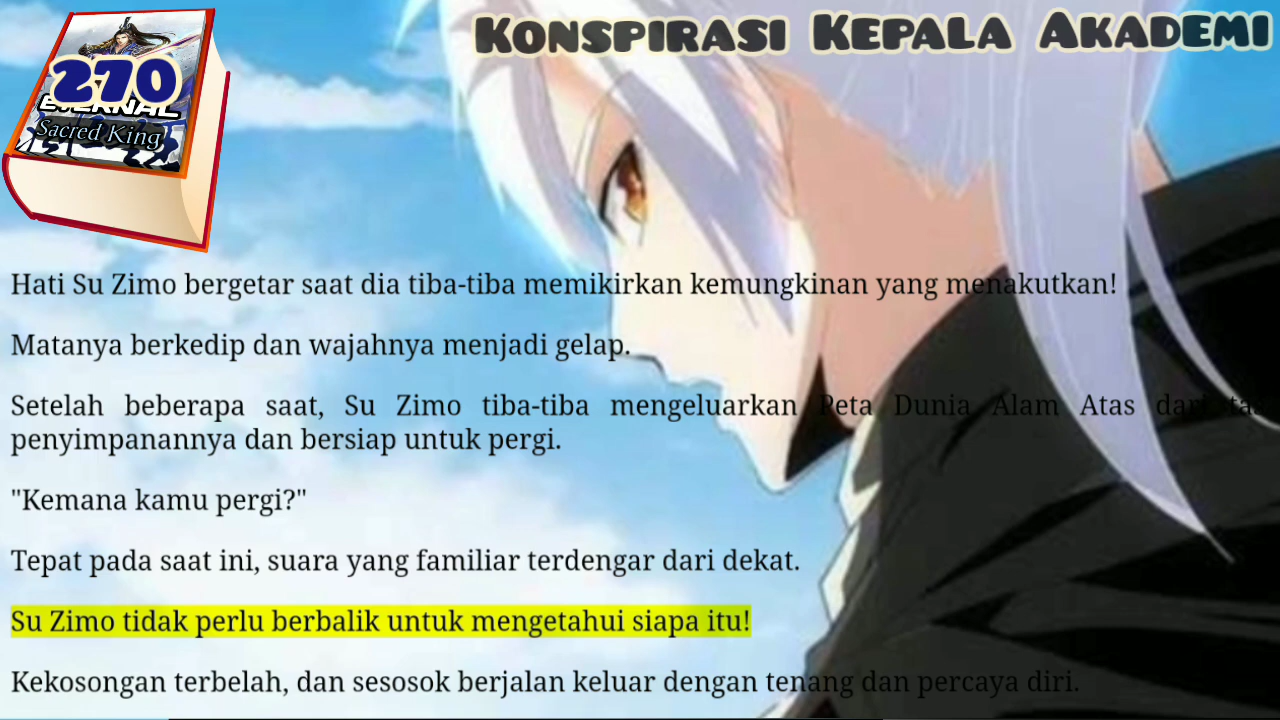 Konspirasi Kepala Akademi
270
ETERNAL
Sacred King
Hati Su Zimo bergetar saat dia tiba-tiba memikirkan kemungkinan yang menakutkan!
Matanya berkedip dan wajahnya menjadi gelap.
Setelah beberapa saat, Su Zimo tiba-tiba mengeluarkan Peta Dunia Alam Atas dari
penyimpanannya dan bersiap untuk pergi.
"Kemana kamu pergi?"
Tepat pada saat ini, suara yang familiar terdengar dari dekat.
Su Zimo tidak perlu berbalik untuk mengetahui siapa itu!
Kekosongan terbelah, dan sesosok berjalan keluar dengan tenang dan percaya diri.